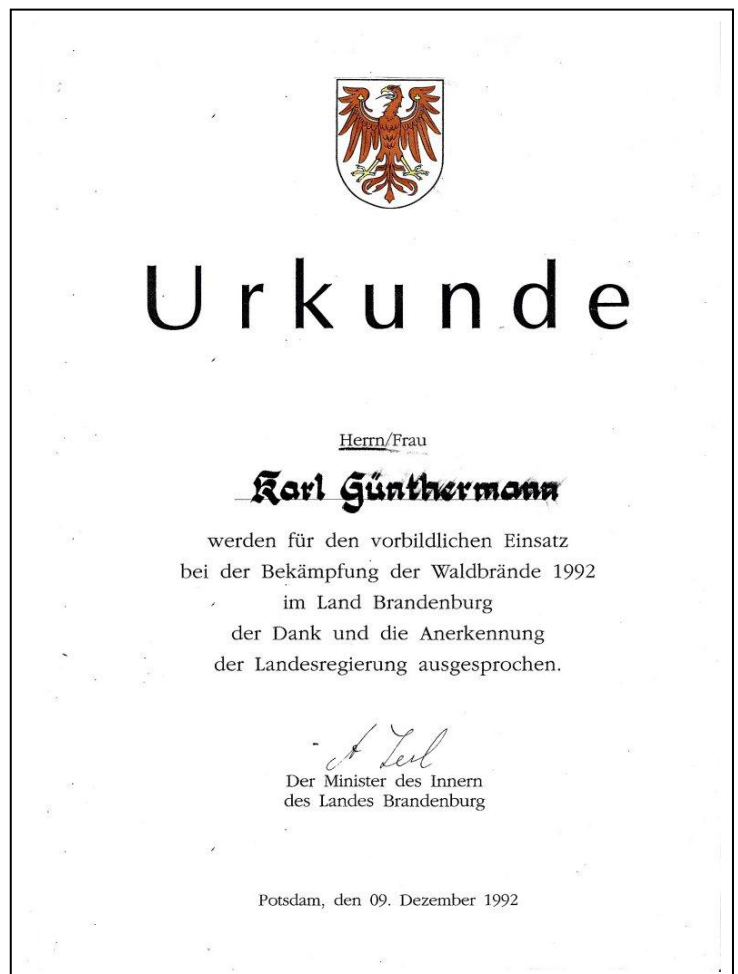 Urkunde
Herrn/Frau
Karl Günthermann
werden für den vorbildlichen Einsatz
bei der Bekämpfung der Waldbrände 1992
im Land Brandenburg
der Dank und die Anerkennung
der Landesregierung ausgesprochen.
Der Minister des Innern
des Landes Brandenburg
Potsdam, den 09. Dezember 1992